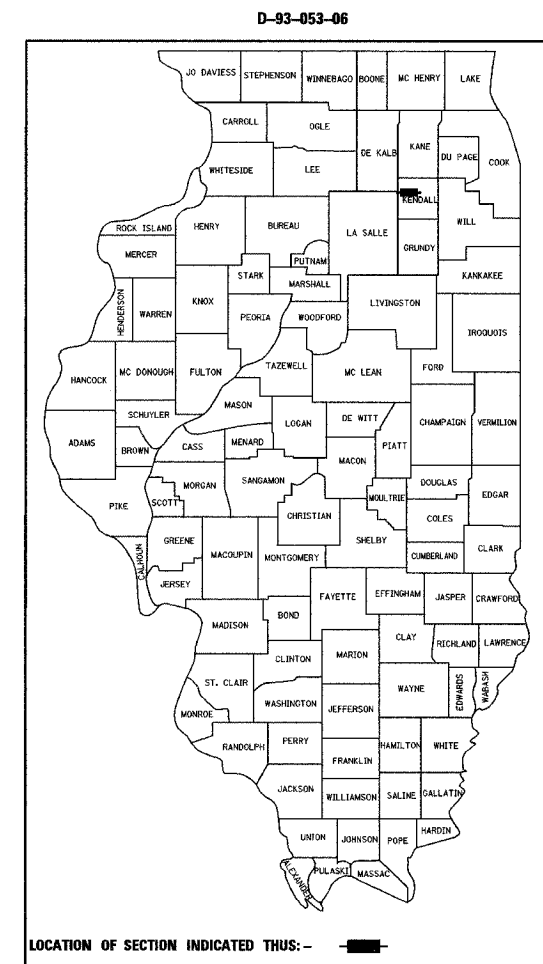 D-93-053-06
JO DAVIESS STEPHENSON WINNEBAGO BOONE MC HENRY LAKE
CARROLL OGLE DE KALB KANE DU PAGE COOK
WHITESIDE LEE
KENDALL
ROCK ISLAND HENRY BUREAU LA SALLE WILL
MERCER PUTNAM GRUNDY
STARK MARSHALL KANKAKEE
HENDERSON WARREN KNOX PEORIA WOODFORD LIVINGSTON
IROQUOIS
HANCOCK MC DONOUGH FULTON TAZEWELL MC LEAN FORD
SCHUYLER MASON LOGAN DE WITT CHAMPAIGN VERMILION
ADAMS BROWN CASS MENARD MACON PIATT
PIKE SCOTT MORGAN SANGAMON MOULTRIE DOUGLAS EDGAR
CHRISTIAN COLES
CALHOUN GREENE MACOUPIN MONTGOMERY SHELBY CUMBERLAND CLARK
JERSEY
FAYETTE EFFINGHAM JASPER CRAWFORD
MADISON BOND
CLAY RICHLAND LAWRENCE
CLINTON MARION
ST. CLAIR WAYNE EDWARDS WABASH
WASHINGTON JEFFERSON
MONROE
RANDOLPH PERRY HAMILTON WHITE
FRANKLIN
JACKSON WILLIAMSON SALINE GALLATIN
UNION JOHNSON POPE HARDIN
ALEXANDER PULASKI MASSAC
LOCATION OF SECTION INDICATED THUS: -